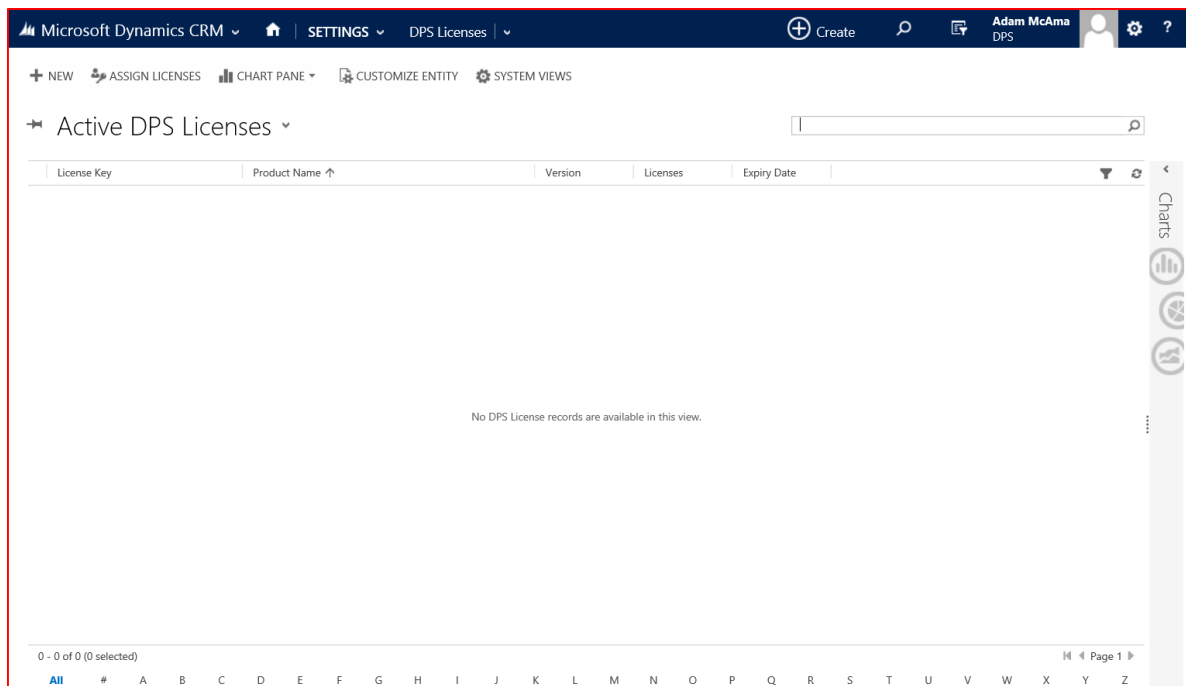 Microsoft Dynamics CRM SETTINGS DPS Licenses Create Adam McAma ?
DPS
NEW ASSIGN LICENSES CHART PANE CUSTOMIZE ENTITY SYSTEM VIEWS
Active DPS Licenses
License Key Product Name Version Licenses Expiry Date
Charts
No DPS License records are available in this view.
0 - 0 of 0 (0 selected) Page 1
All # A B C D E F G H I J K L M N O P Q R S T U V W X Y Z